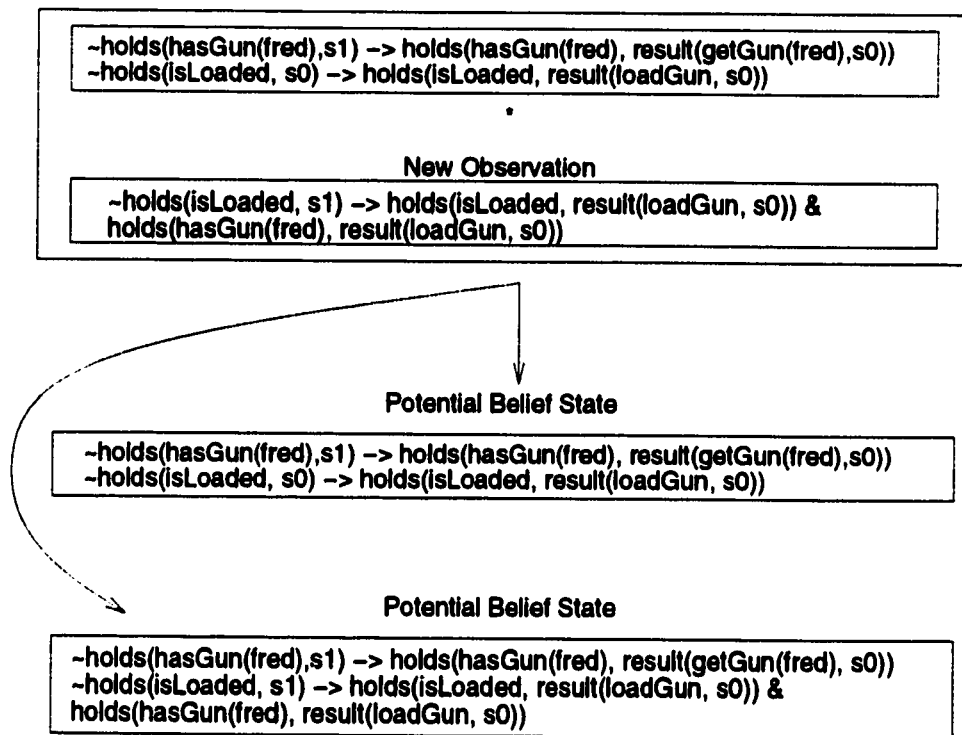 ~holds(hasGun(fred),s1) -> holds(hasGun(fred), result(getGun(fred),s0))
~holds(isLoaded, s0) -> holds(isLoaded, result(loadGun, s0))
*
New Observation
~holds(isLoaded, s1) -> holds(isLoaded, result(loadGun, s0)) &
holds(hasGun(fred), result(loadGun, s0))
Potential Belief State
~holds(hasGun(fred),s1) -> holds(hasGun(fred), result(getGun(fred),s0))
~holds(isLoaded, s0) -> holds(isLoaded, result(loadGun, s0))
Potential Belief State
~holds(hasGun(fred),s1) -> holds(hasGun(fred), result(getGun(fred), s0))
~holds(isLoaded, s1) -> holds(isLoaded, result(loadGun, s0)) &
holds(hasGun(fred), result(loadGun, s0))